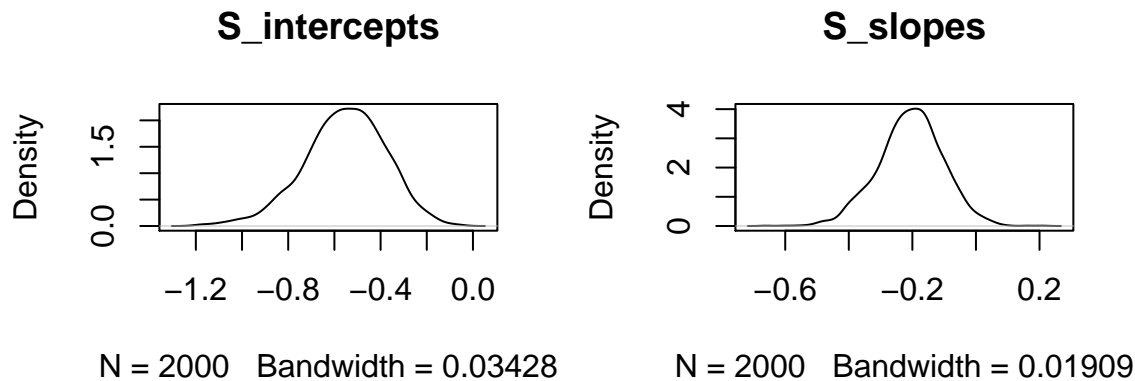 S_intercepts
Density
0.0 1.5
−1.2 −0.8 −0.4 0.0
N = 2000 Bandwidth = 0.03428
S_slopes
Density
0 2 4
−0.6 −0.2 0.2
N = 2000 Bandwidth = 0.01909